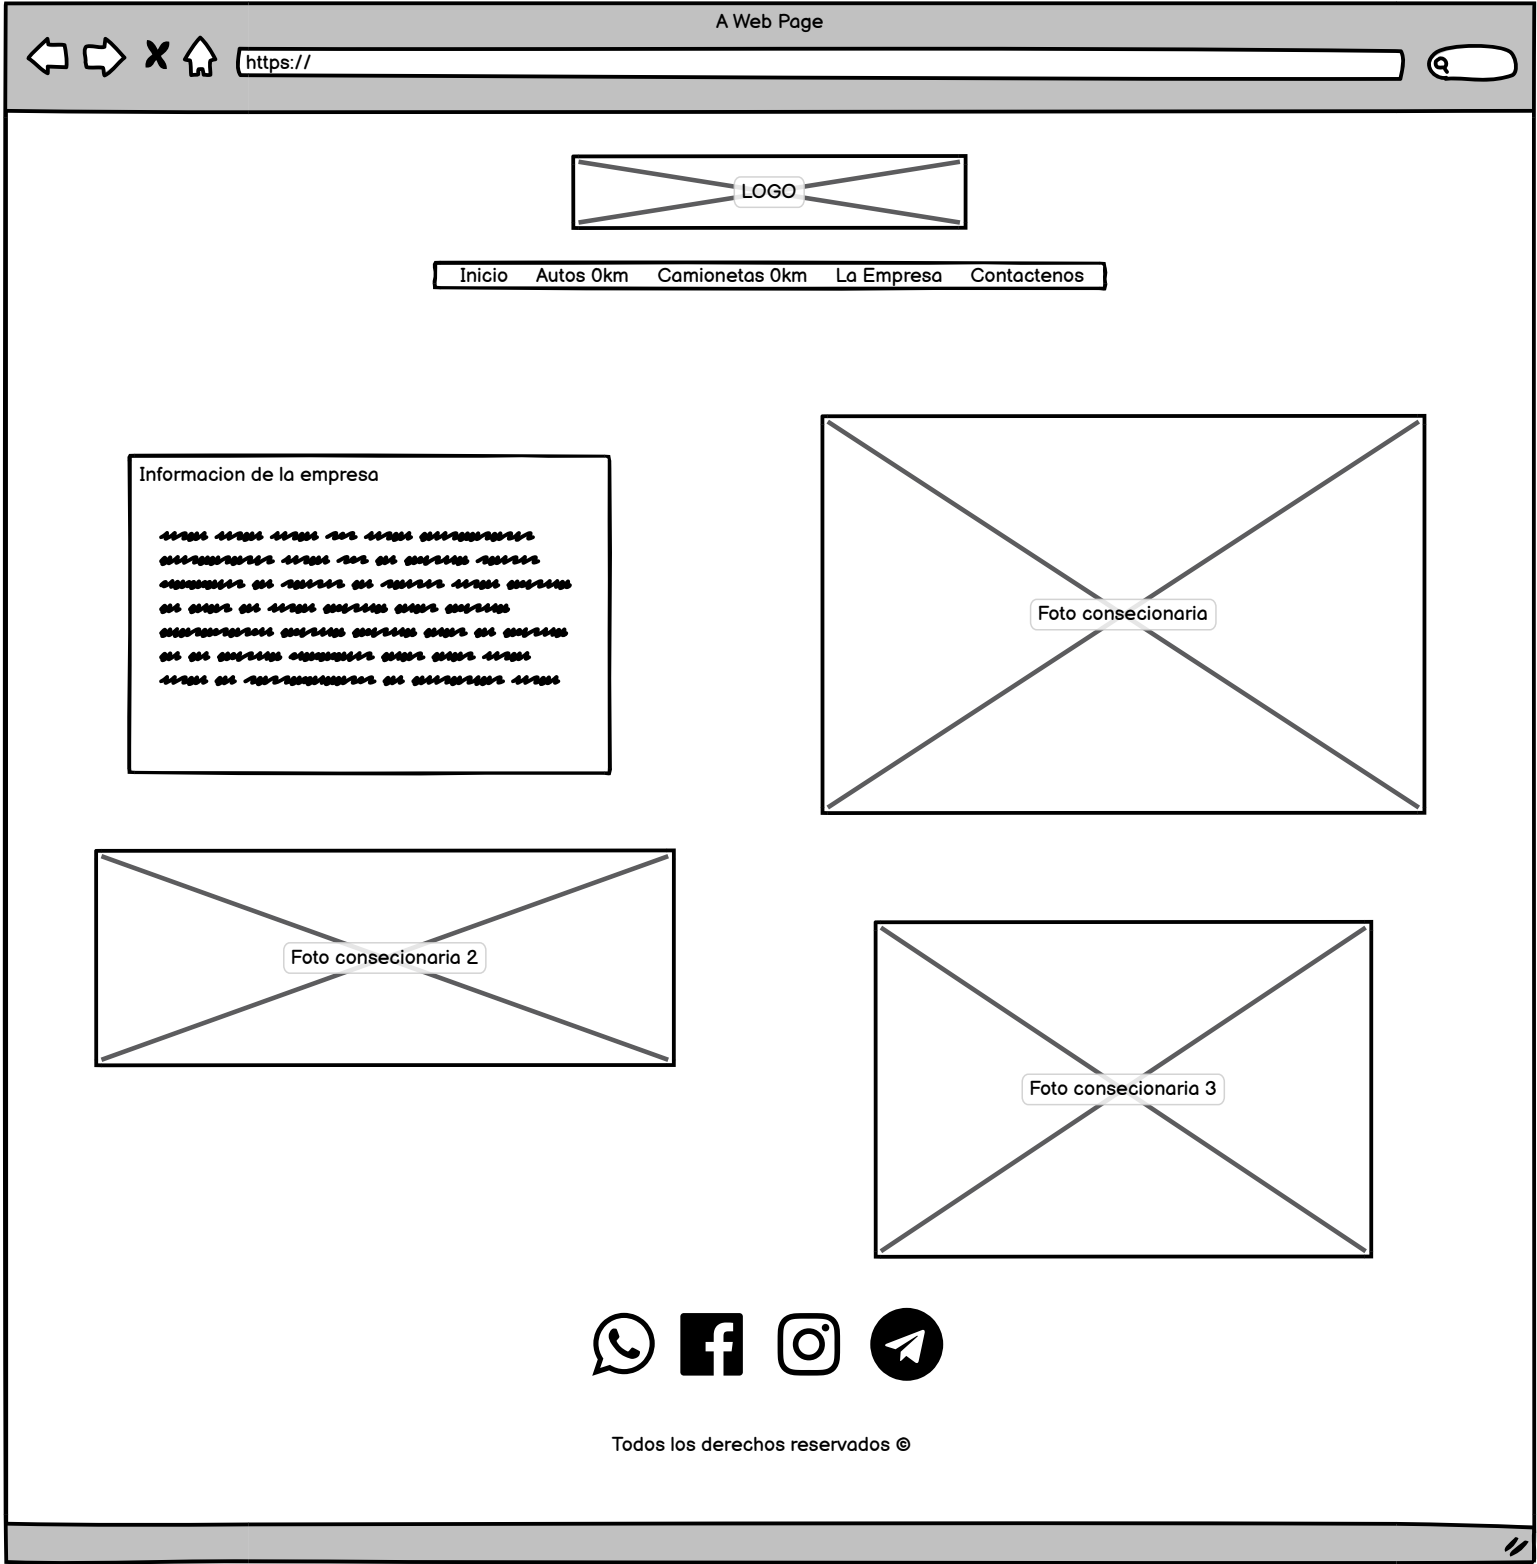 A Web Page
https://
LOGO
Inicio Autos 0km Camionetas 0km La Empresa Contactenos
Informacion de la empresa
Foto consecionaria
Foto consecionaria 2
Foto consecionaria 3
Todos los derechos reservados ©